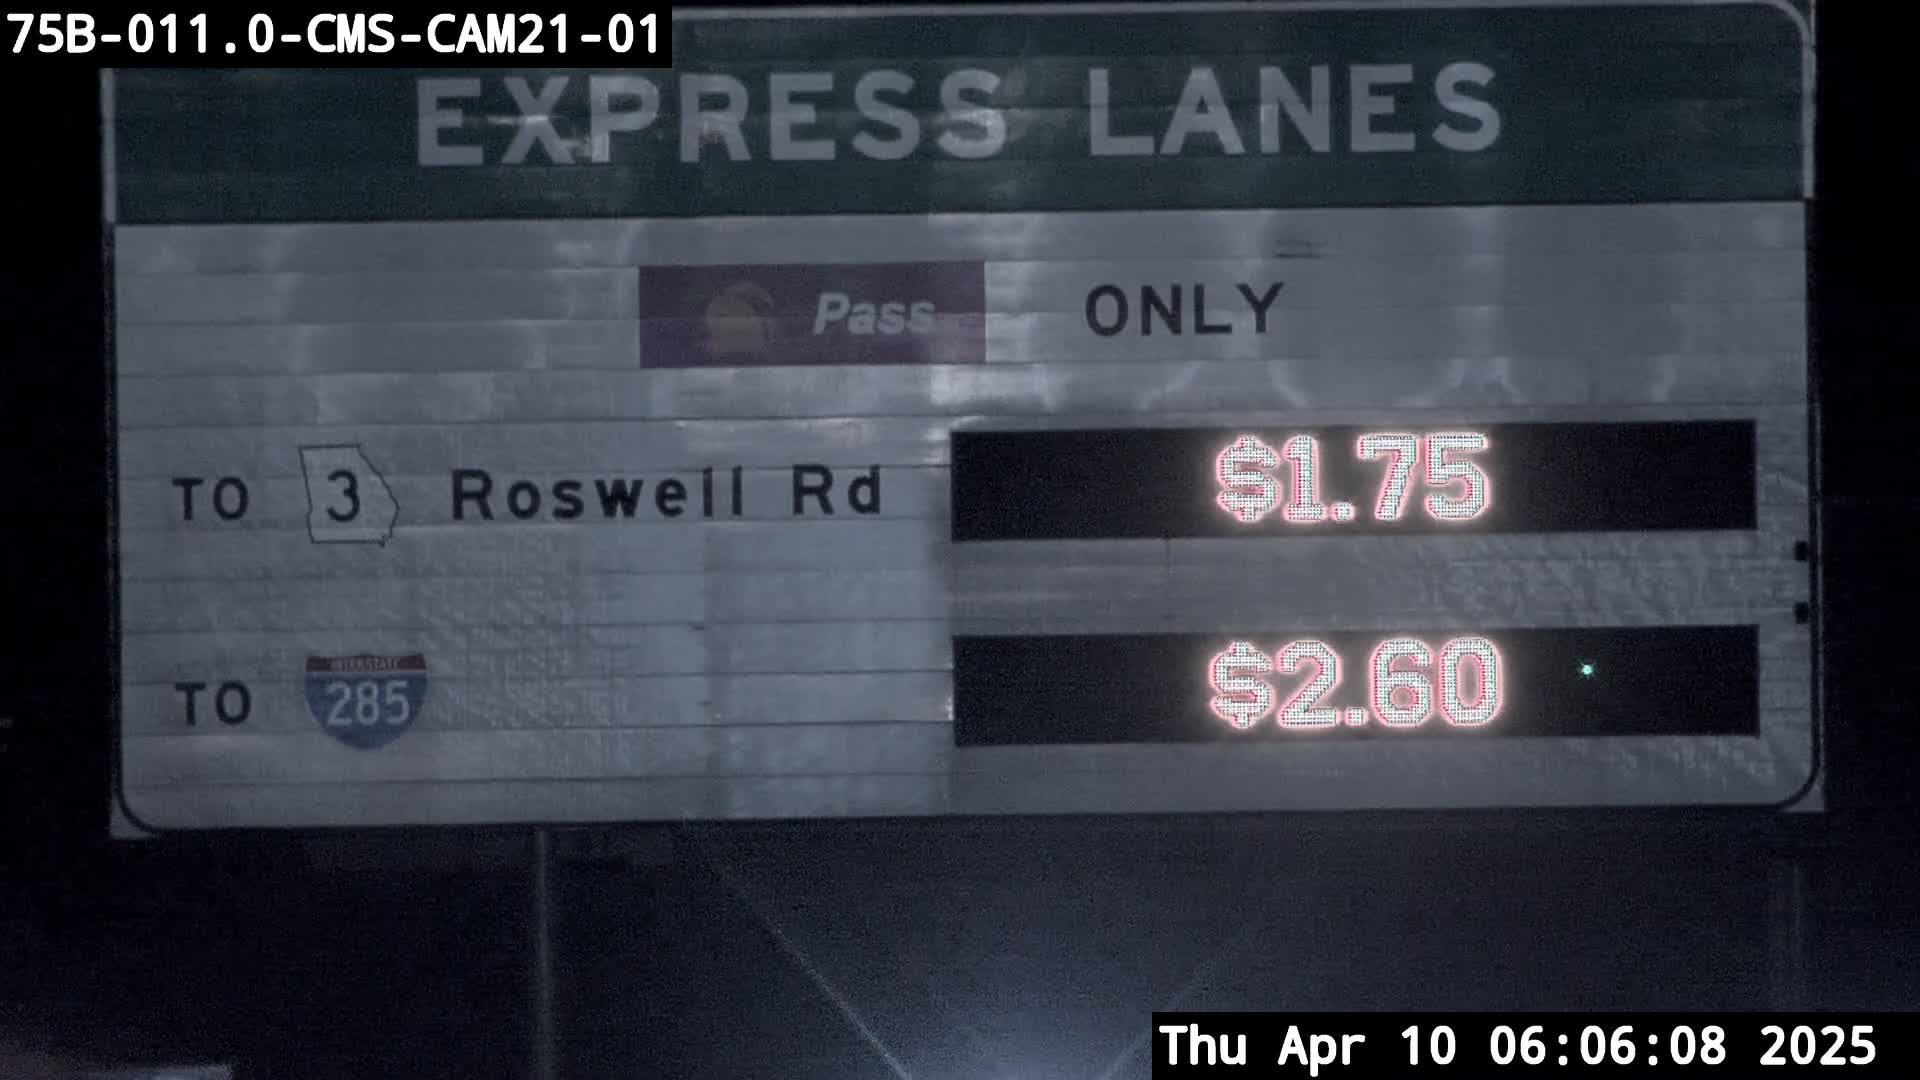 75B-011.0-CMS-CAM21-01
EXPRESS LANES
Pass ONLY
TO 3 Roswell Rd $1.75
INTERSTATE
TO 285 $2.60
Thu Apr 10 06:06:08 2025